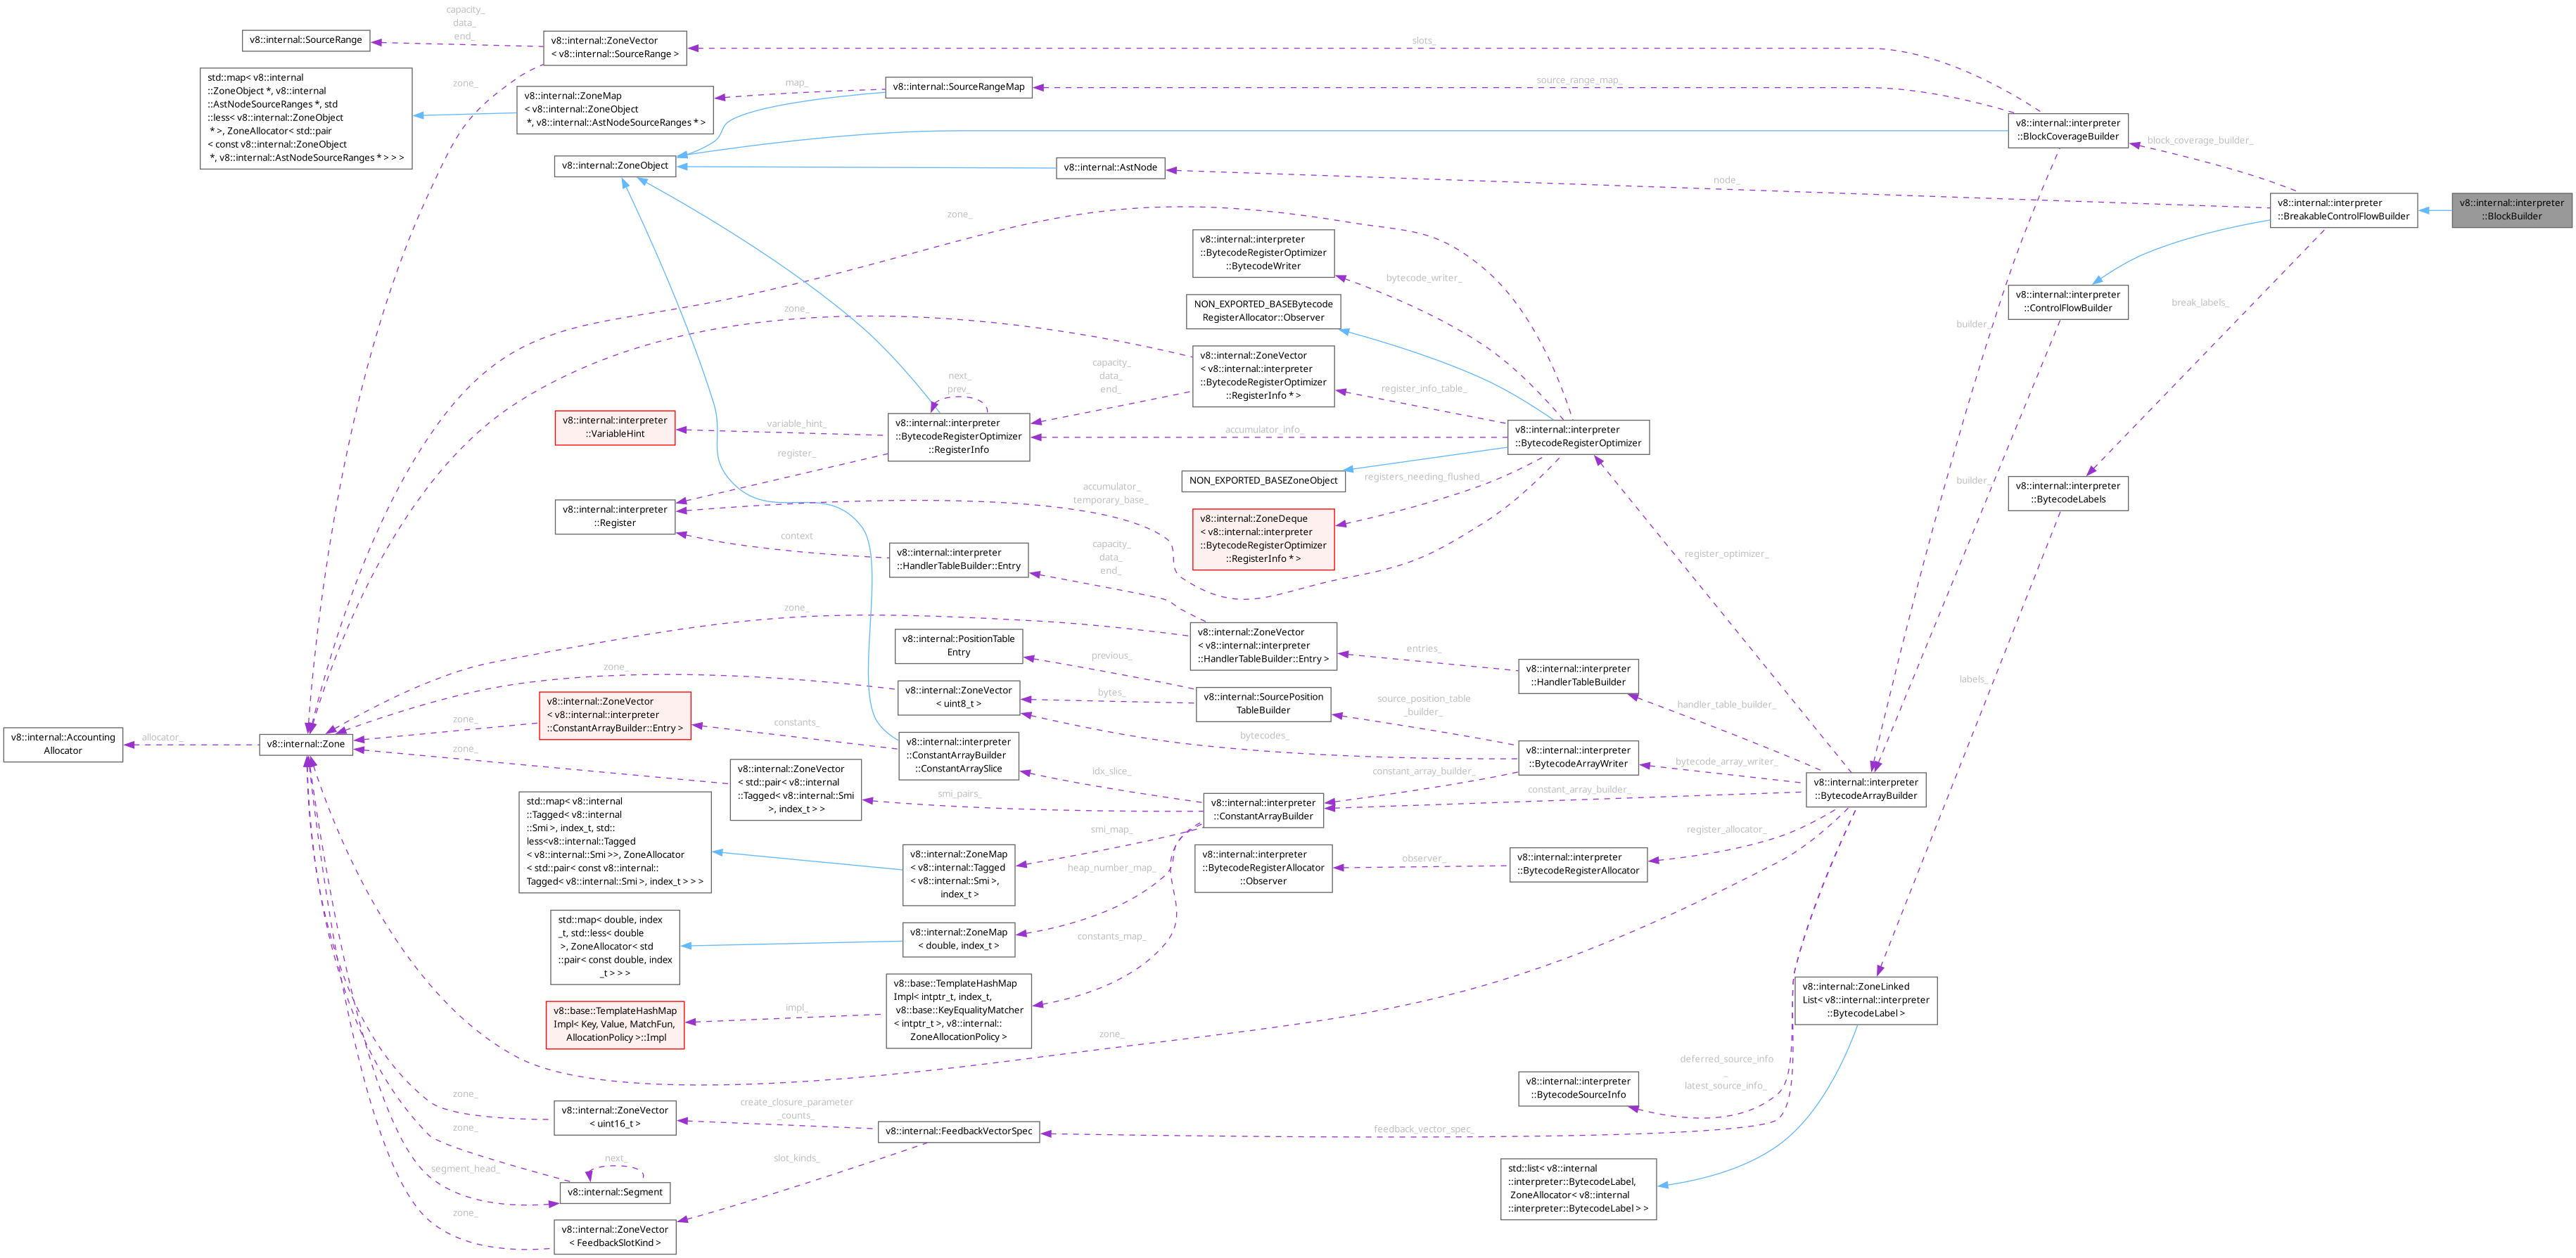 capacity_
data_
end_
v8::internal::SourceRange
v8::internal::ZoneVector
< v8::internal::SourceRange >
slots_
std::map< v8::internal
::ZoneObject *, v8::internal
::AstNodeSourceRanges *, std
::less< v8::internal::ZoneObject
* >, ZoneAllocator< std::pair
< const v8::internal::ZoneObject
*, v8::internal::AstNodeSourceRanges * > > >
zone_
v8::internal::ZoneMap
< v8::internal::ZoneObject
*, v8::internal::AstNodeSourceRanges * >
map_
v8::internal::SourceRangeMap
source_range_map_
v8::internal::interpreter
::BlockCoverageBuilder
block_coverage_builder_
v8::internal::ZoneObject
v8::internal::AstNode
node_
v8::internal::interpreter
::BreakableControlFlowBuilder
v8::internal::interpreter
::BlockBuilder
zone_
v8::internal::interpreter
::BytecodeRegisterOptimizer
::BytecodeWriter
bytecode_writer_
NON_EXPORTED_BASEBytecode
RegisterAllocator::Observer
v8::internal::interpreter
::ControlFlowBuilder
break_labels_
builder_
zone_
v8::internal::ZoneVector
< v8::internal::interpreter
::BytecodeRegisterOptimizer
::RegisterInfo * >
capacity_
data_
end_
register_info_table_
next_
prev_
v8::internal::interpreter
::VariableHint
variable_hint_
v8::internal::interpreter
::BytecodeRegisterOptimizer
::RegisterInfo
accumulator_info_
v8::internal::interpreter
::BytecodeRegisterOptimizer
register_
NON_EXPORTED_BASEZoneObject
registers_needing_flushed_
builder_
v8::internal::interpreter
::BytecodeLabels
accumulator_
temporary_base_
v8::internal::interpreter
::Register
v8::internal::ZoneDeque
< v8::internal::interpreter
::BytecodeRegisterOptimizer
::RegisterInfo * >
context
v8::internal::interpreter
::HandlerTableBuilder::Entry
capacity_
data_
end_
register_optimizer_
zone_
v8::internal::PositionTable
Entry
v8::internal::ZoneVector
< v8::internal::interpreter
::HandlerTableBuilder::Entry >
entries_
v8::internal::interpreter
::HandlerTableBuilder
previous_
labels_
zone_
v8::internal::ZoneVector
< uint8_t >
bytes_
v8::internal::SourcePosition
TableBuilder
source_position_table
_builder_
handler_table_builder_
v8::internal::ZoneVector
< v8::internal::interpreter
::ConstantArrayBuilder::Entry >
zone_
constants_
bytecodes_
v8::internal::Accounting
Allocator
allocator_
v8::internal::Zone
zone_
v8::internal::interpreter
::ConstantArrayBuilder
::ConstantArraySlice
idx_slice_
constant_array_builder_
v8::internal::interpreter
::BytecodeArrayWriter
bytecode_array_writer_
v8::internal::ZoneVector
< std::pair< v8::internal
::Tagged< v8::internal::Smi
>, index_t > >
smi_pairs_
v8::internal::interpreter
::ConstantArrayBuilder
constant_array_builder_
v8::internal::interpreter
::BytecodeArrayBuilder
std::map< v8::internal
::Tagged< v8::internal
::Smi >, index_t, std::
less<v8::internal::Tagged
< v8::internal::Smi >>, ZoneAllocator
< std::pair< const v8::internal::
Tagged< v8::internal::Smi >, index_t > > >
v8::internal::ZoneMap
< v8::internal::Tagged
< v8::internal::Smi >,
index_t >
smi_map_
heap_number_map_
v8::internal::interpreter
::BytecodeRegisterAllocator
::Observer
observer_
v8::internal::interpreter
::BytecodeRegisterAllocator
register_allocator_
std::map< double, index
_t, std::less< double
>, ZoneAllocator< std
::pair< const double, index
_t > > >
v8::internal::ZoneMap
< double, index_t >
constants_map_
v8::base::TemplateHashMap
Impl< Key, Value, MatchFun,
AllocationPolicy >::Impl
impl_
v8::base::TemplateHashMap
Impl< intptr_t, index_t,
v8::base::KeyEqualityMatcher
< intptr_t >, v8::internal::
ZoneAllocationPolicy >
zone_
v8::internal::ZoneLinked
List< v8::internal::interpreter
::BytecodeLabel >
v8::internal::interpreter
::BytecodeSourceInfo
deferred_source_info
_
latest_source_info_
zone_
v8::internal::ZoneVector
< uint16_t >
create_closure_parameter
_counts_
v8::internal::FeedbackVectorSpec
feedback_vector_spec_
zone_
segment_head_
next_
v8::internal::Segment
slot_kinds_
std::list< v8::internal
::interpreter::BytecodeLabel,
ZoneAllocator< v8::internal
::interpreter::BytecodeLabel > >
zone_
v8::internal::ZoneVector
< FeedbackSlotKind >